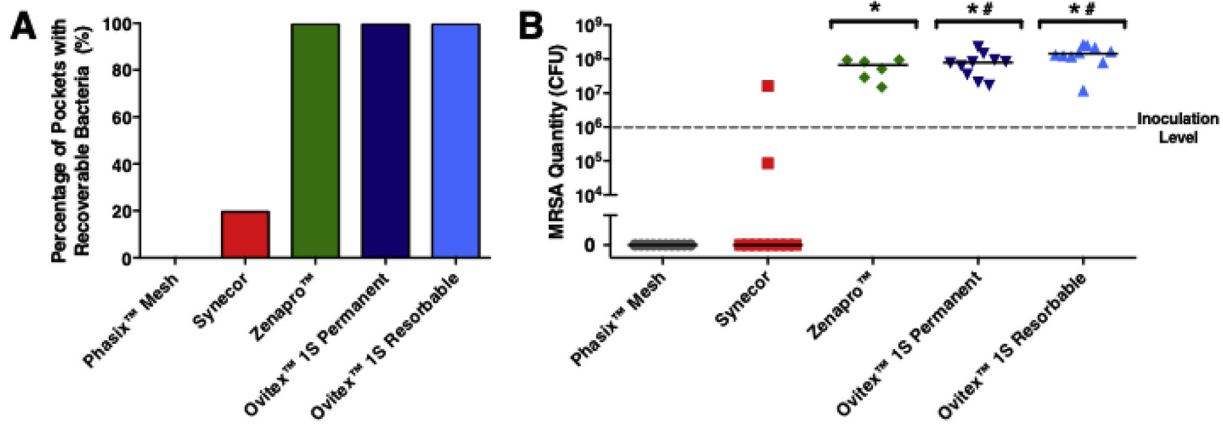 A
Percentage of Pockets with
Recoverable Bacteria (%)
100
80
60
40
20
0
Phasix™ Mesh
Synecor
Zenapro™
Ovitex™ 1S Permanent
Ovitex™ 1S Resorbable
B
MRSA Quantity (CFU)
10⁹
10⁸
10⁷
10⁶
10⁵
10⁴
0
*
* #
* #
Inoculation
Level
Phasix™ Mesh
Synecor
Zenapro™
Ovitex™ 1S Permanent
Ovitex™ 1S Resorbable